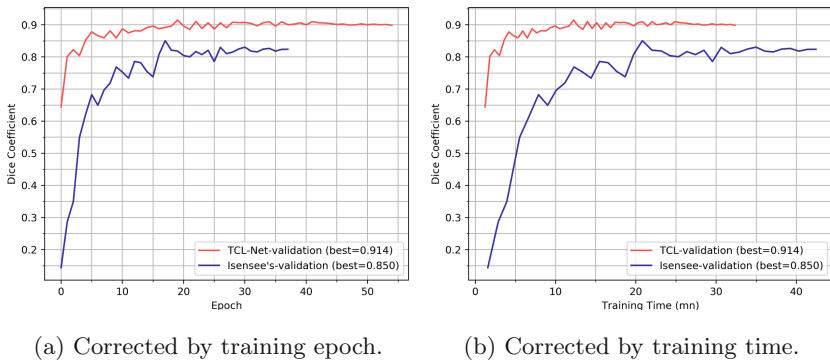 0.9
0.8
0.7
0.6
0.5
0.4
0.3
0.2
Dice Coefficient
TCL-Net-validation (best=0.914)
Isensee's-validation (best=0.850)
0 10 20 30 40 50
Epoch
(a) Corrected by training epoch.
0.9
0.8
0.7
0.6
0.5
0.4
0.3
0.2
Dice Coefficient
TCL-validation (best=0.914)
Isensee-validation (best=0.850)
0 10 20 30 40
Training Time (mn)
(b) Corrected by training time.